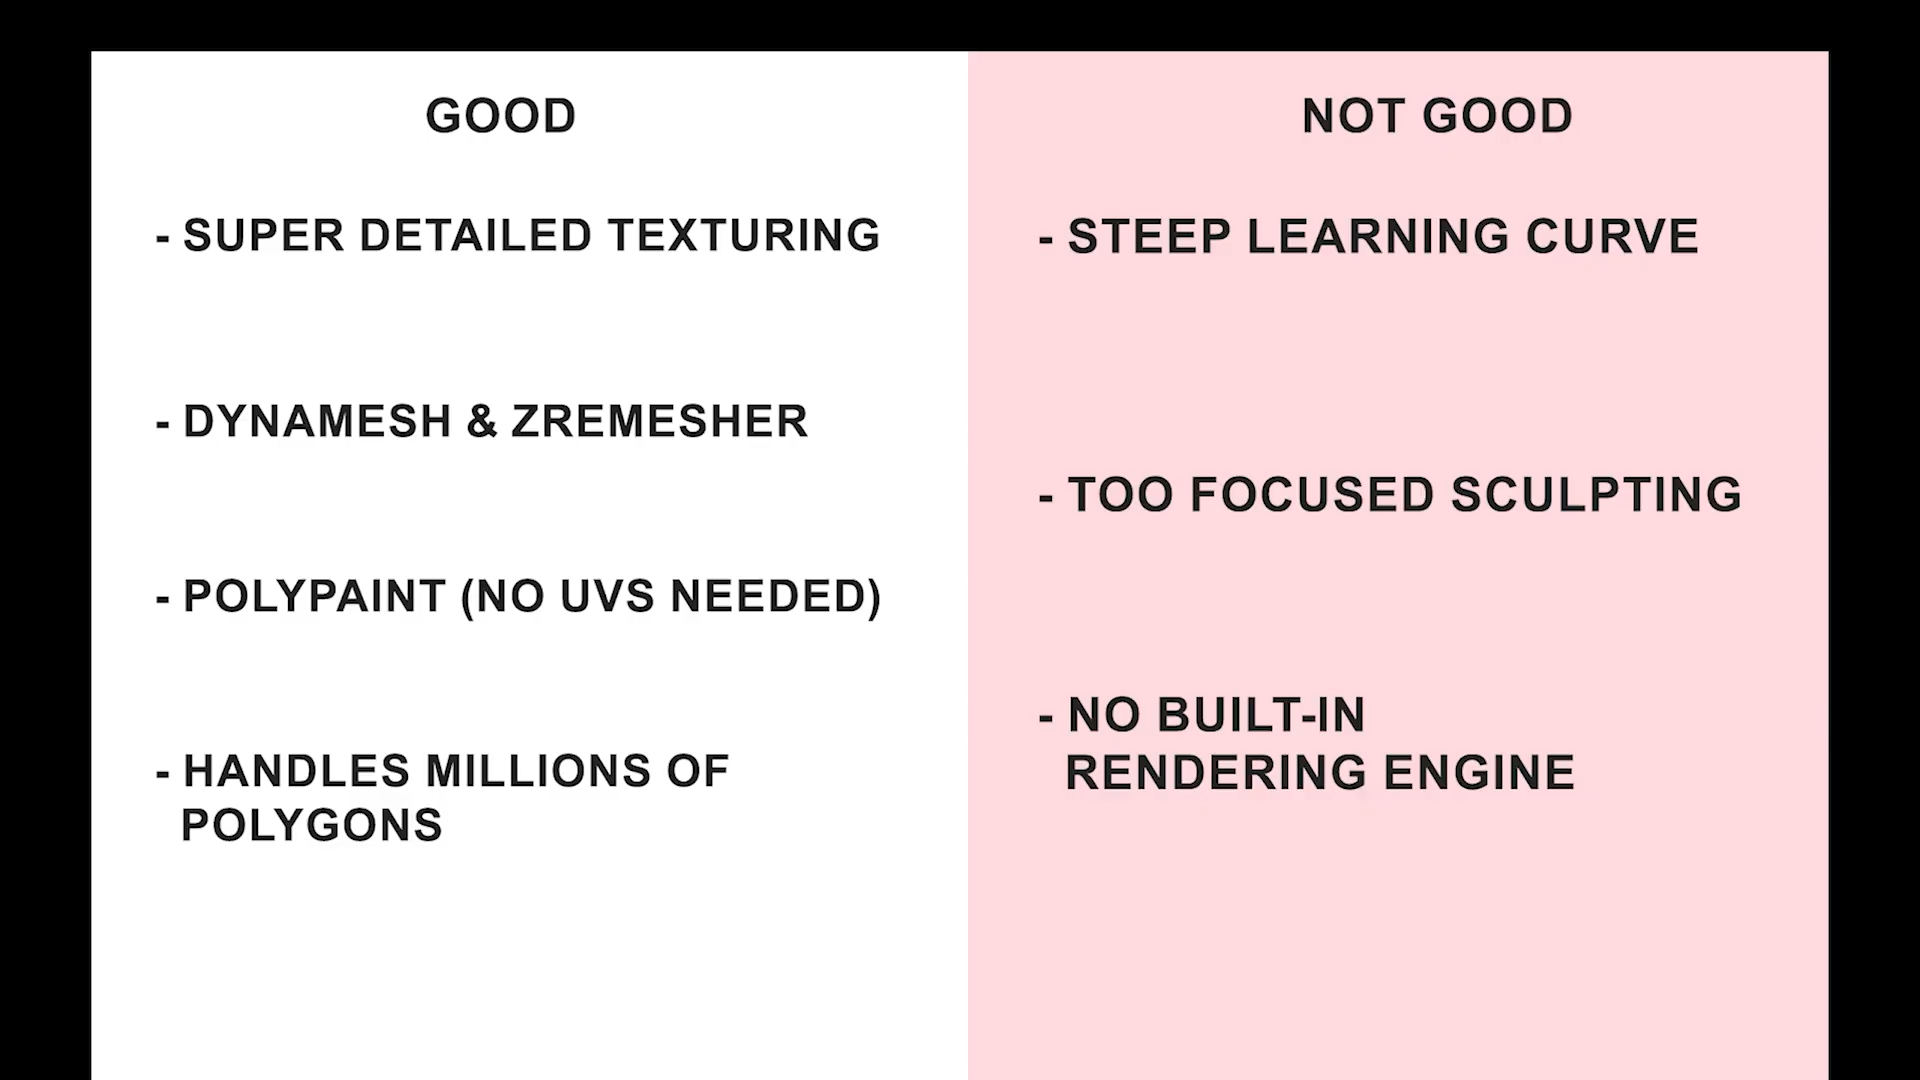 GOOD
- SUPER DETAILED TEXTURING
- DYNAMESH & ZREMESHER
- POLYPAINT (NO UVS NEEDED)
- HANDLES MILLIONS OF
POLYGONS
NOT GOOD
- STEEP LEARNING CURVE
- TOO FOCUSED SCULPTING
- NO BUILT-IN
RENDERING ENGINE